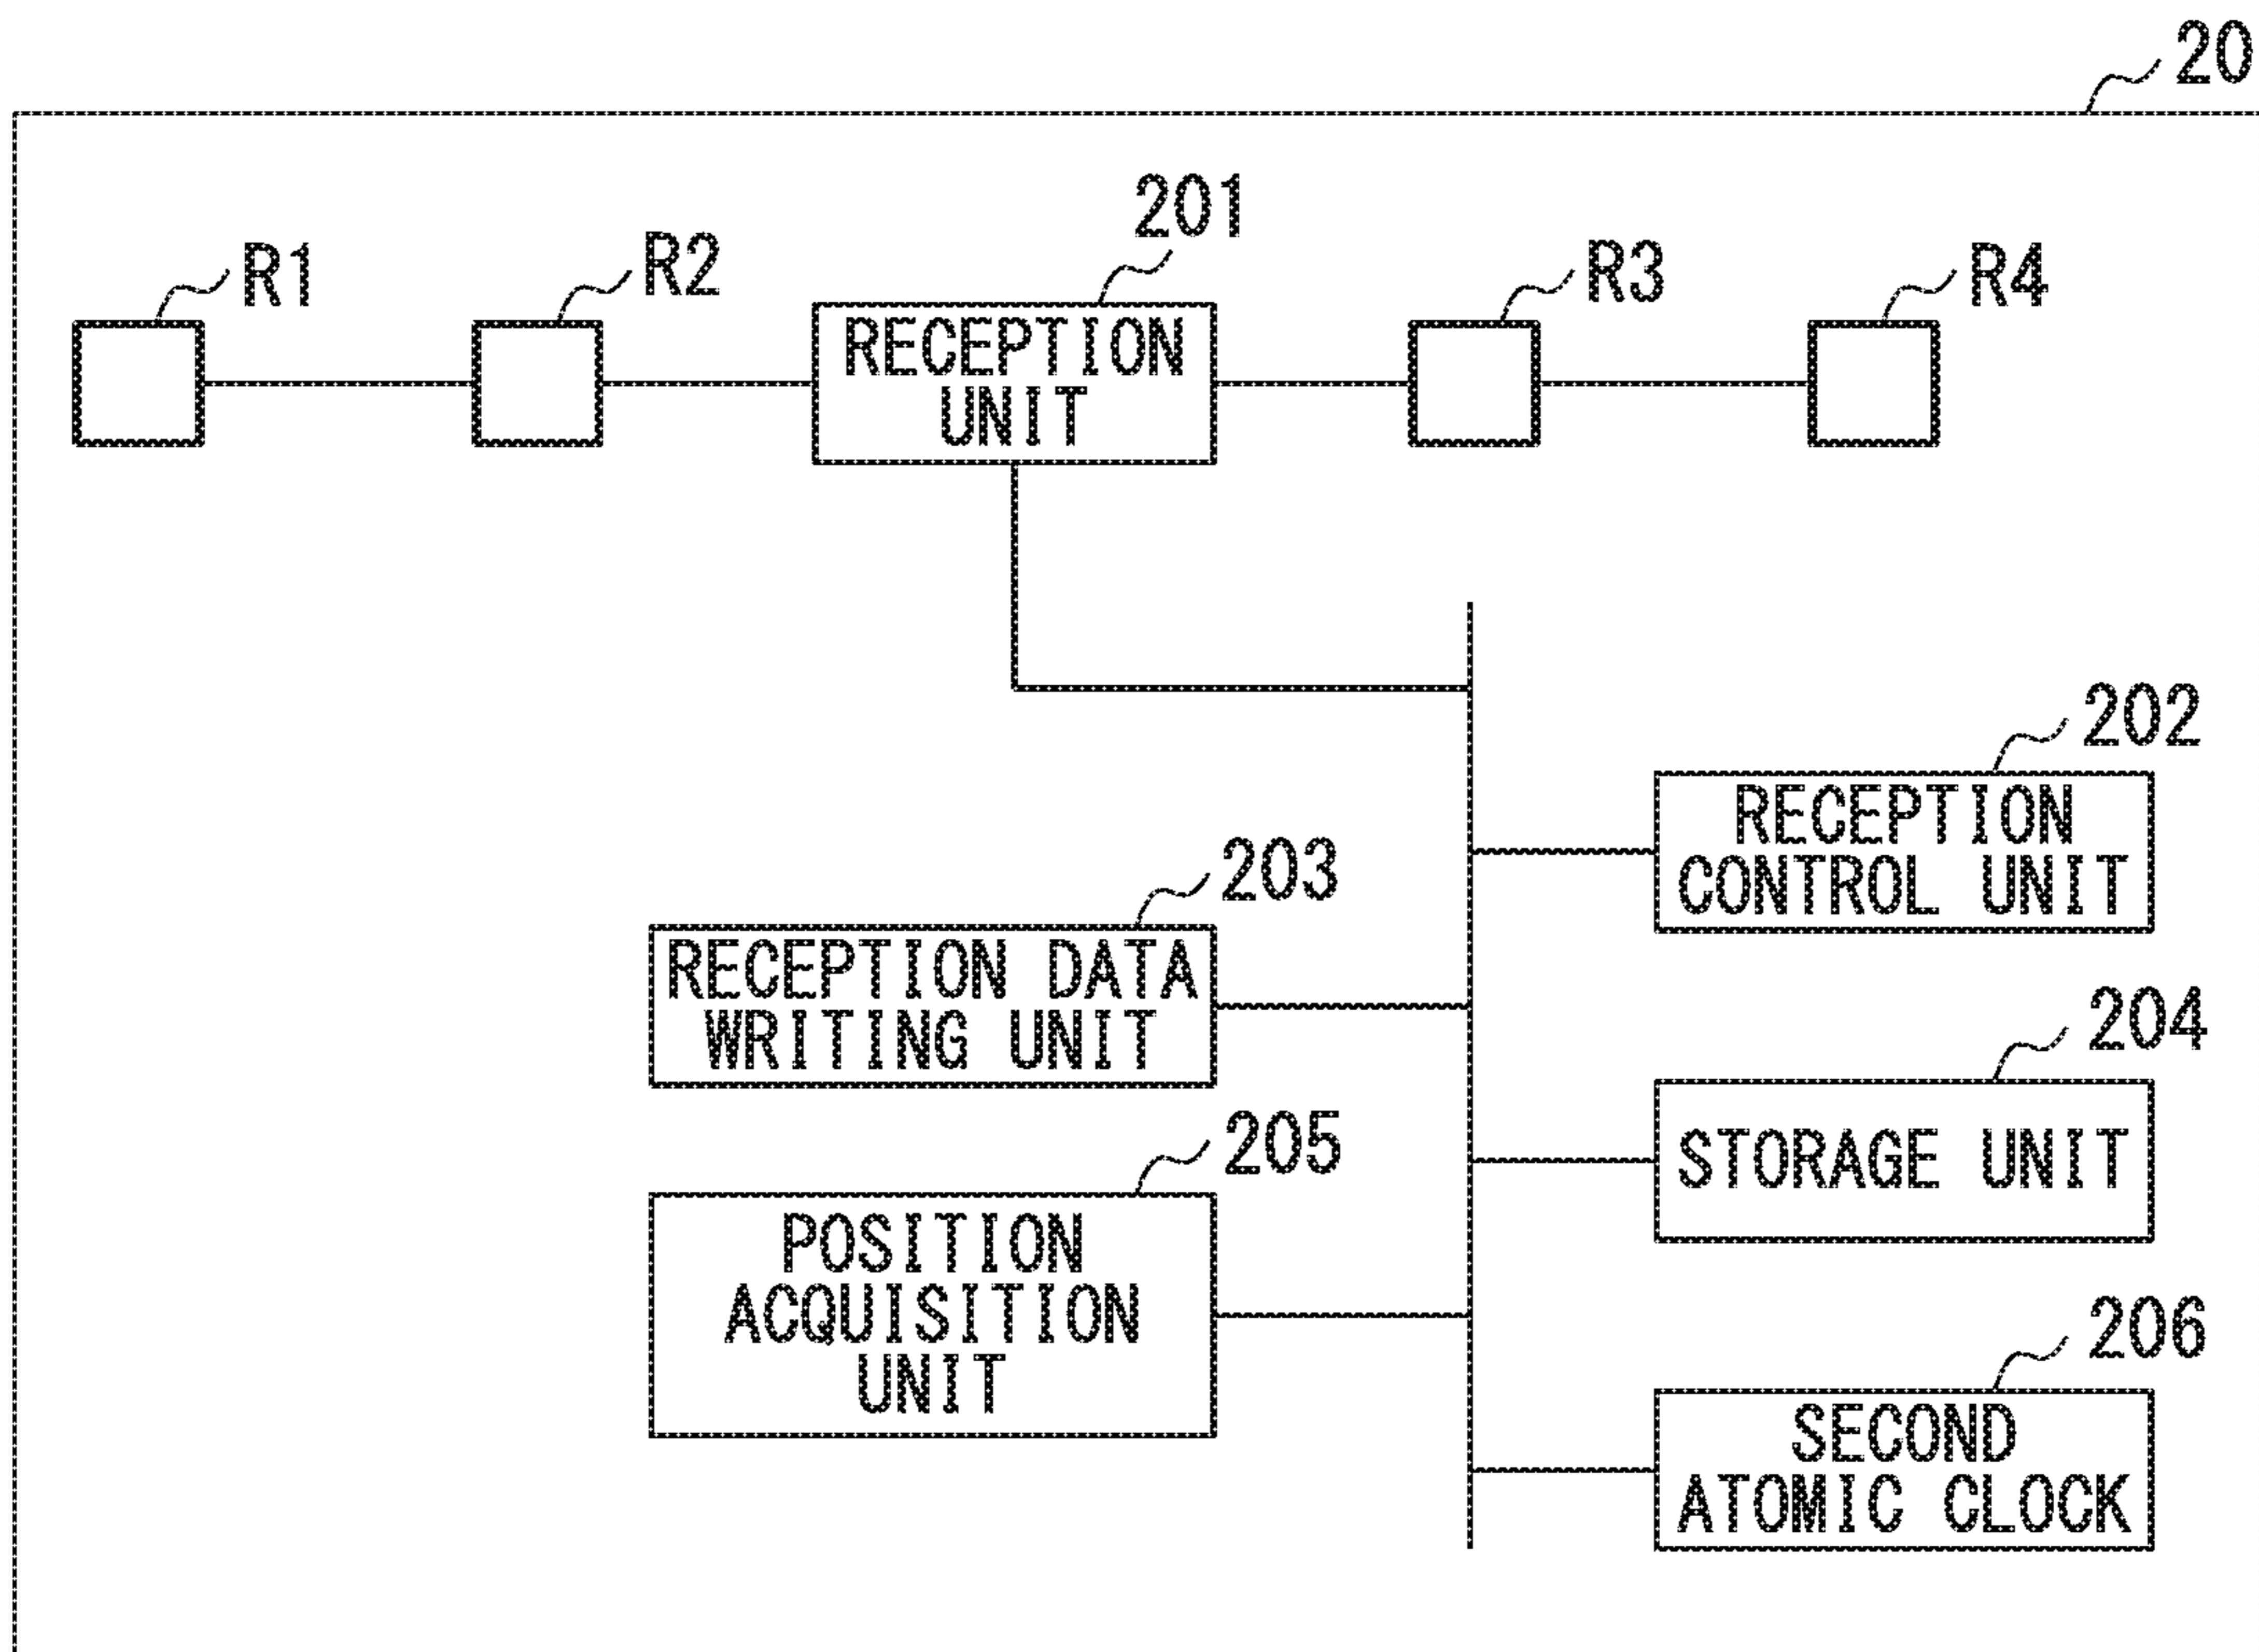 20
201
R1
R2
R3
R4
RECEPTION
UNIT
202
RECEPTION
CONTROL UNIT
203
RECEPTION DATA
WRITING UNIT
204
STORAGE UNIT
205
POSITION
ACQUISITION
UNIT
206
SECOND
ATOMIC CLOCK